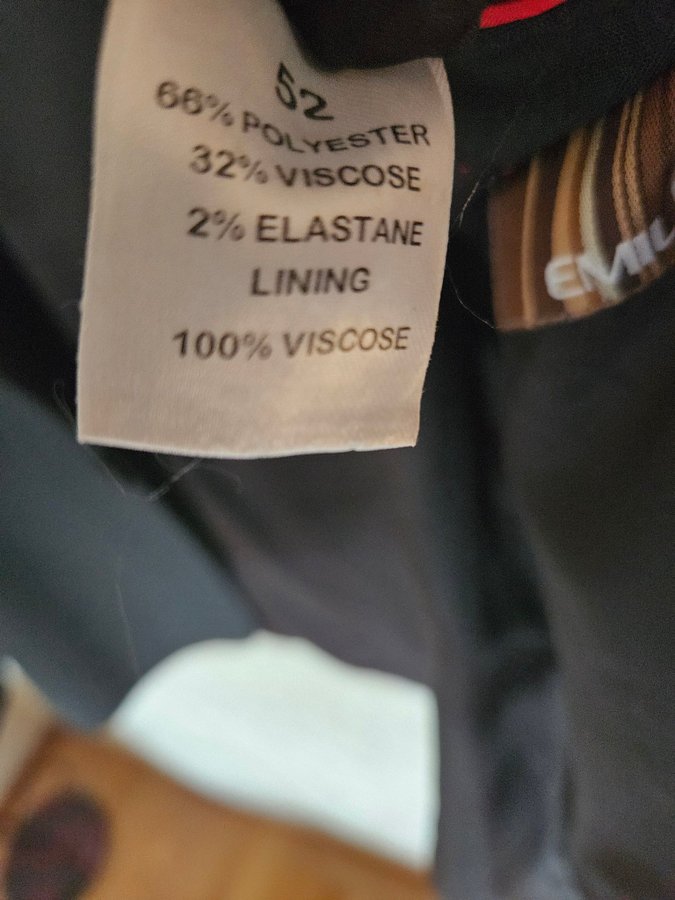 52
66% POLYESTER
32% VISCOSE
2% ELASTANE
LINING
100% VISCOSE